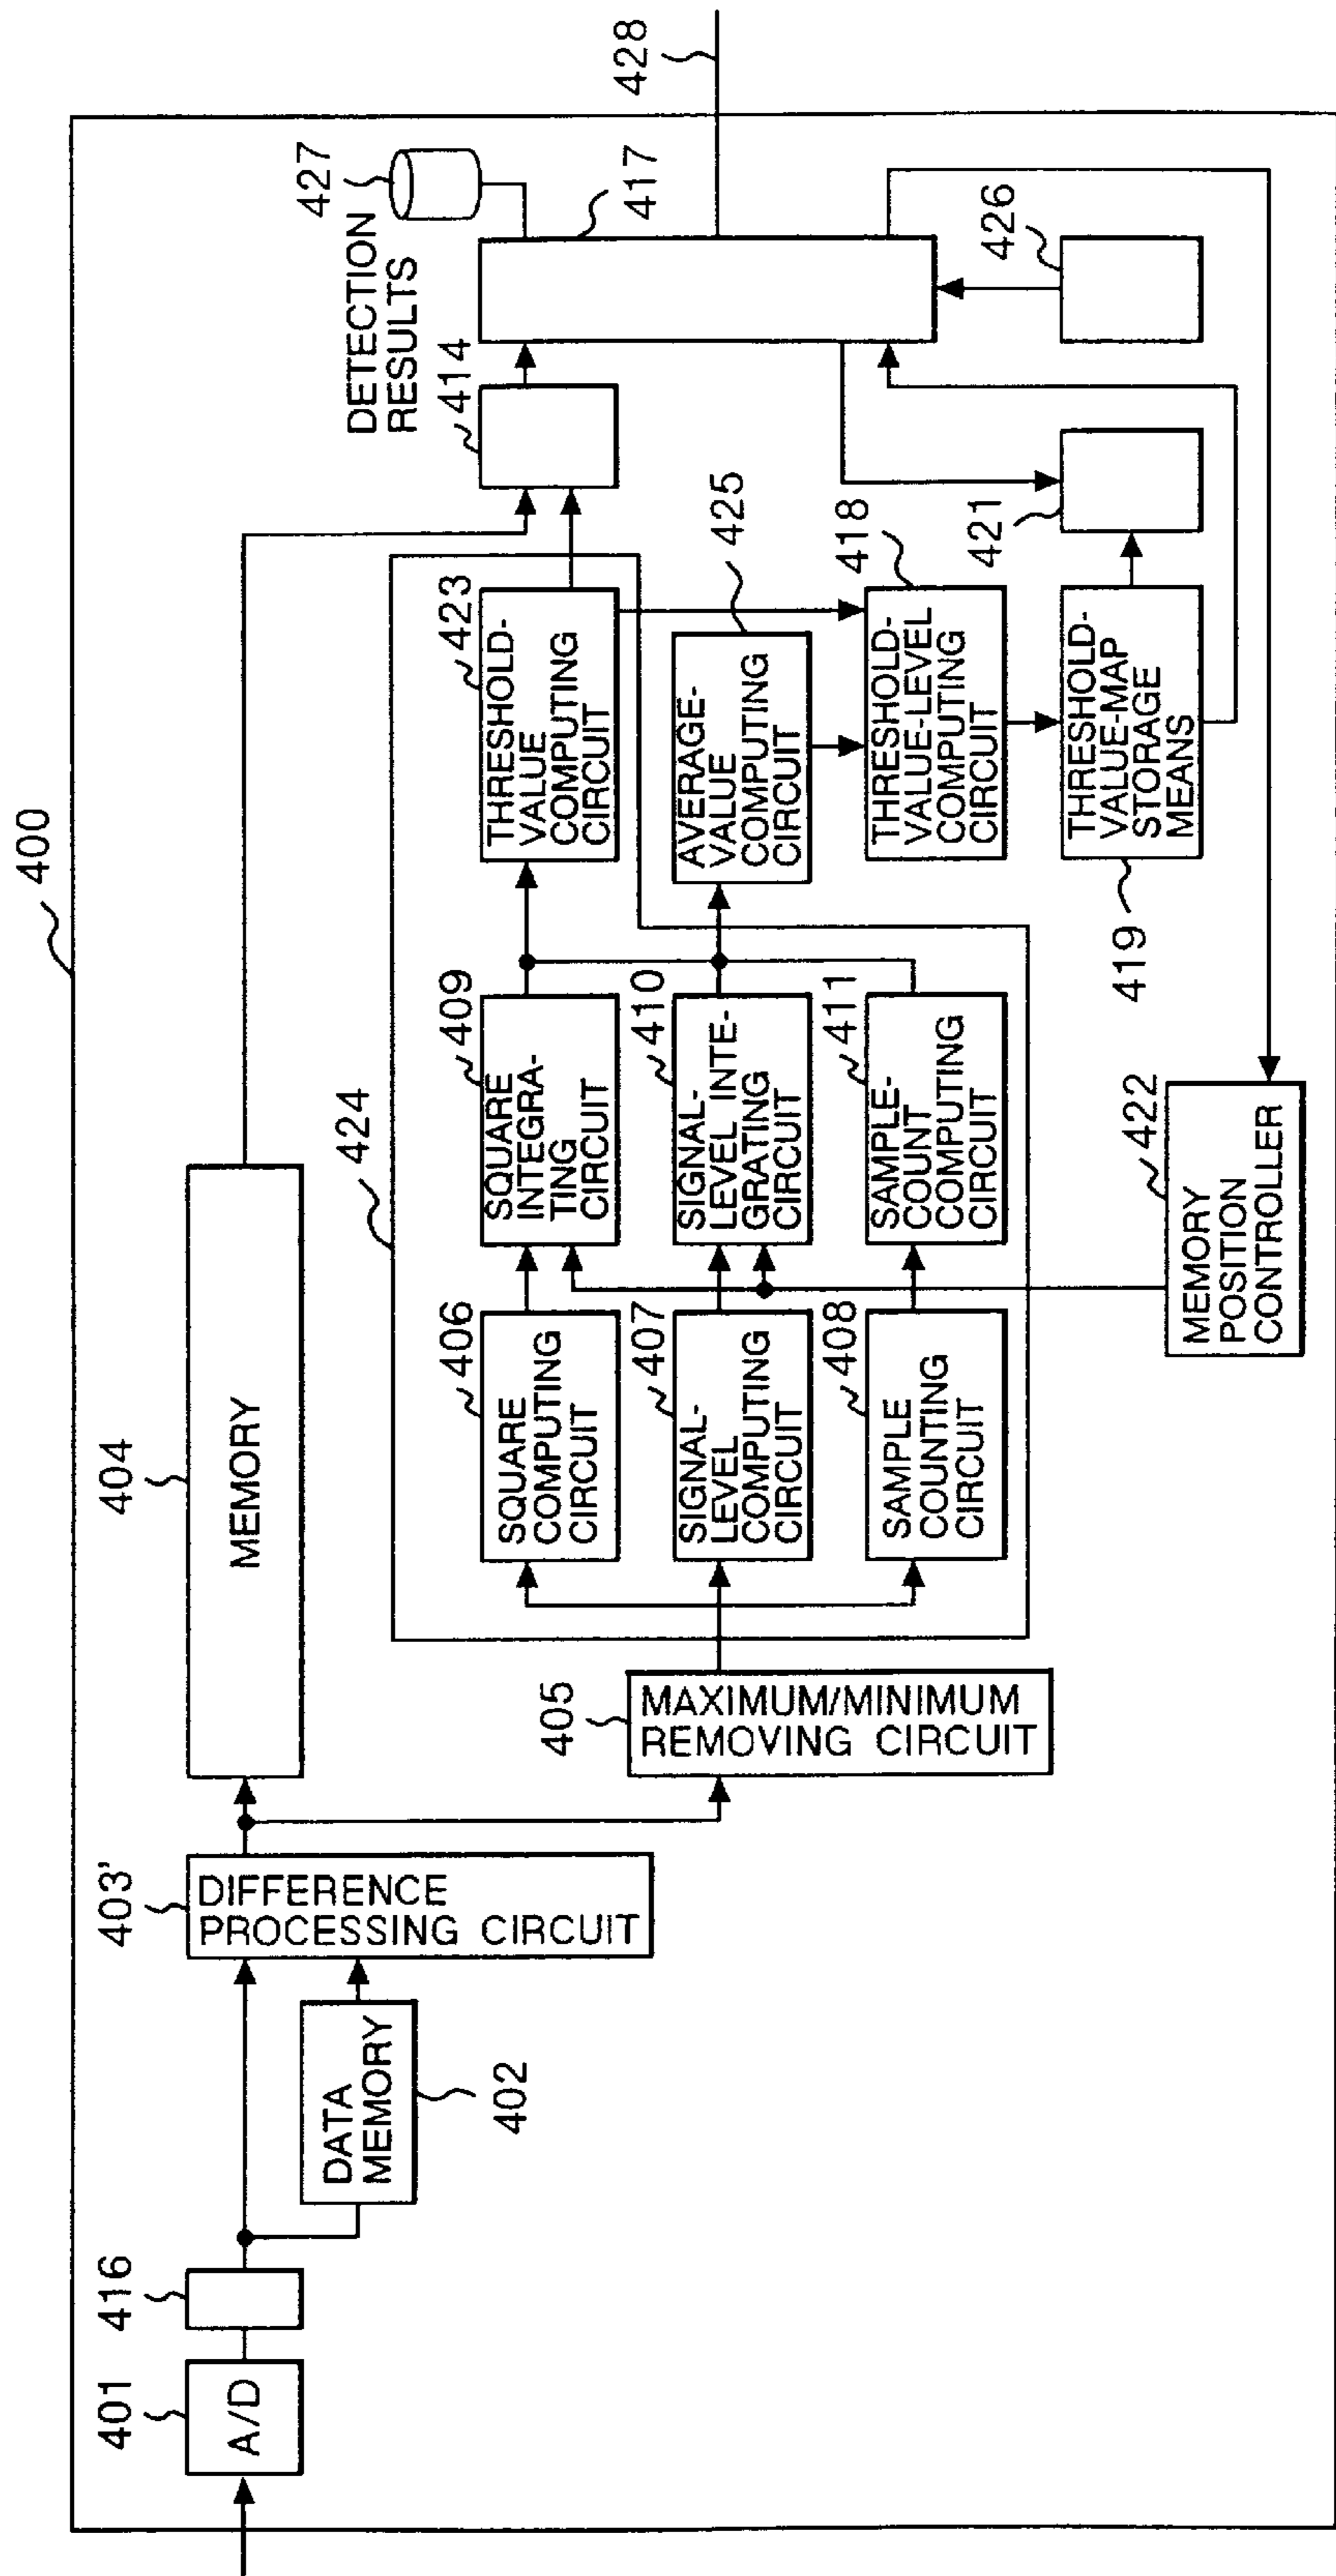 400
401
A/D
416
DATA
MEMORY
402
403'
DIFFERENCE
PROCESSING CIRCUIT
404
MEMORY
405
MAXIMUM/MINIMUM
REMOVING CIRCUIT
424
406
SQUARE
COMPUTING
CIRCUIT
407
SIGNAL-
LEVEL
COMPUTING
CIRCUIT
408
SAMPLE
COUNTING
CIRCUIT
409
SQUARE
INTEGRA-
TING
CIRCUIT
410
SIGNAL-
LEVEL INTE-
GRATING
CIRCUIT
411
SAMPLE-
COUNT
COMPUTING
CIRCUIT
422
MEMORY
POSITION
CONTROLLER
423
THRESHOLD-
VALUE
COMPUTING
CIRCUIT
425
AVERAGE-
VALUE
COMPUTING
CIRCUIT
418
THRESHOLD-
VALUE-LEVEL
COMPUTING
CIRCUIT
419
THRESHOLD-
VALUE-MAP
STORAGE
MEANS
421
414
DETECTION
RESULTS
427
417
426
428